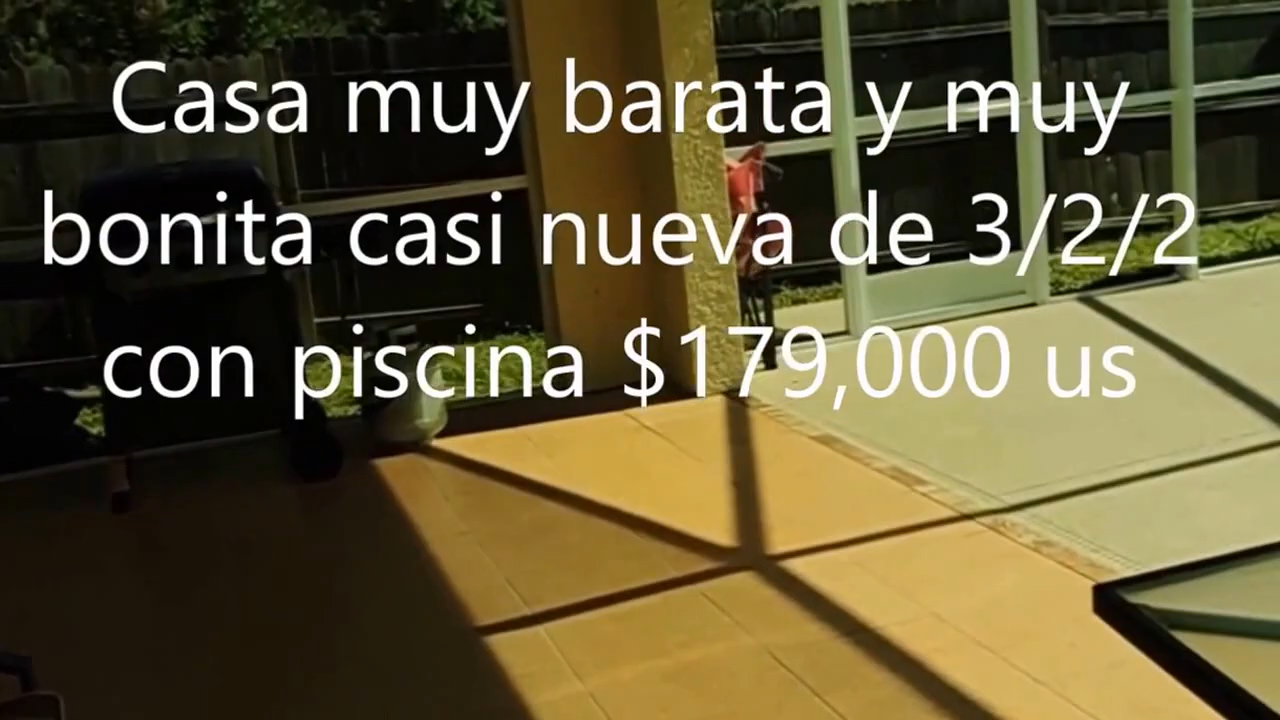 Casa muy barata y muy
bonita casi nueva de 3/2/2
con piscina $179,000 us